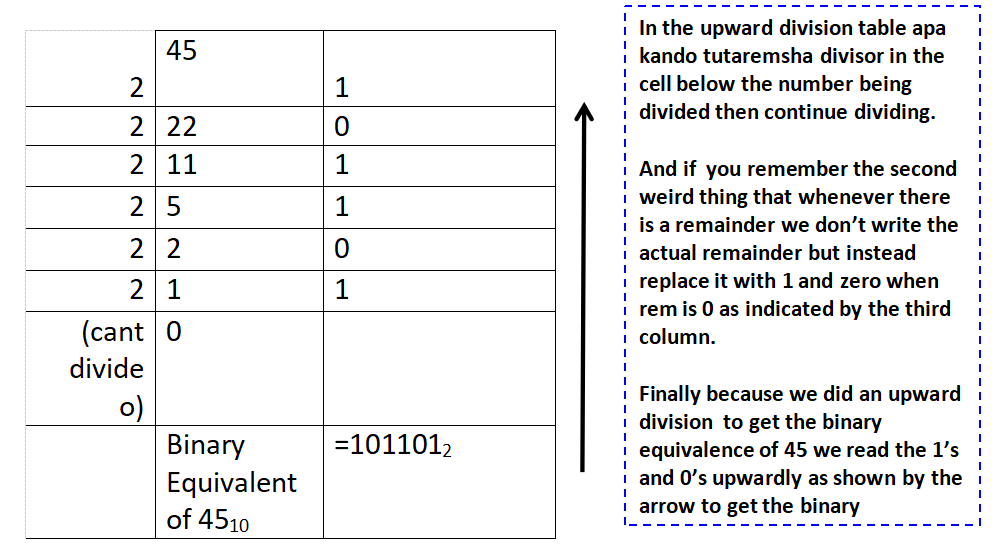 45
2 1
2 22 0
2 11 1
2 5 1
2 2 0
2 1 1
(cant 0
divide
o)
Binary =101101₂
Equivalent
of 45₁₀
In the upward division table apa
kando tutaremsha divisor in the
cell below the number being
divided then continue dividing.
And if you remember the second
weird thing that whenever there
is a remainder we don’t write the
actual remainder but instead
replace it with 1 and zero when
rem is 0 as indicated by the third
column.
Finally because we did an upward
division to get the binary
equivalence of 45 we read the 1’s
and 0’s upwardly as shown by the
arrow to get the binary